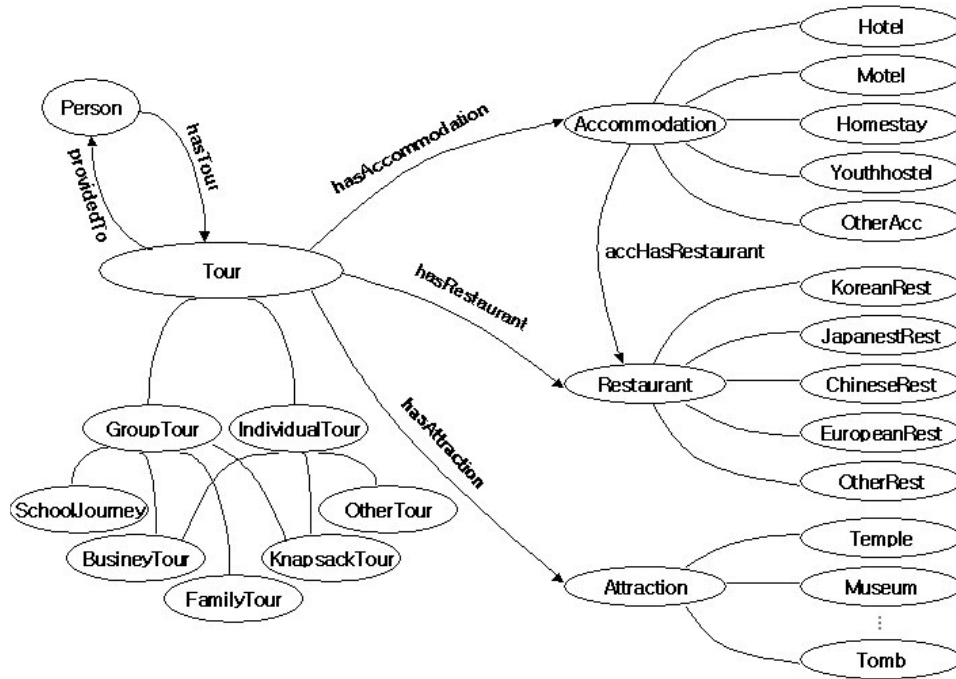 Hotel
Motel
Homestay
Youthhostel
OtherAcc
Person
hasTour
providedTo
hasAccommodation
Accommodation
accHasRestaurant
Tour
hasRestaurant
hasAttraction
KoreanRest
JapanestRest
Restaurant
ChineseRest
EuropeanRest
OtherRest
GroupTour
IndividualTour
SchoolJourney
OtherTour
BusineyTour
KnapsackTour
FamilyTour
Temple
Attraction
Museum
Tomb